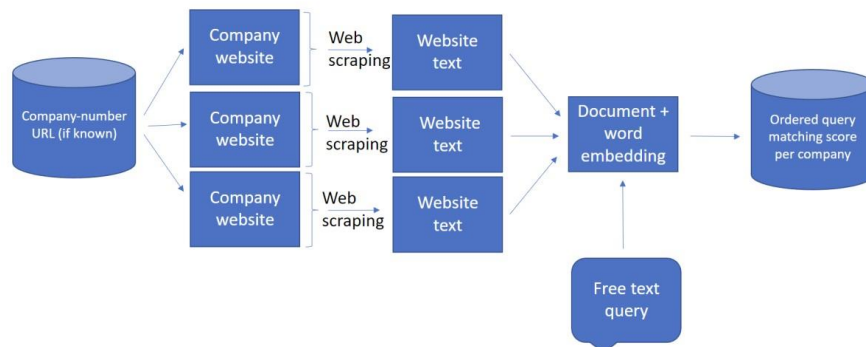 Company-number
URL (if known)
Company
website
Web
scraping
Website
text
Company
website
Web
scraping
Website
text
Company
website
Web
scraping
Website
text
Document +
word
embedding
Ordered query
matching score
per company
Free text
query